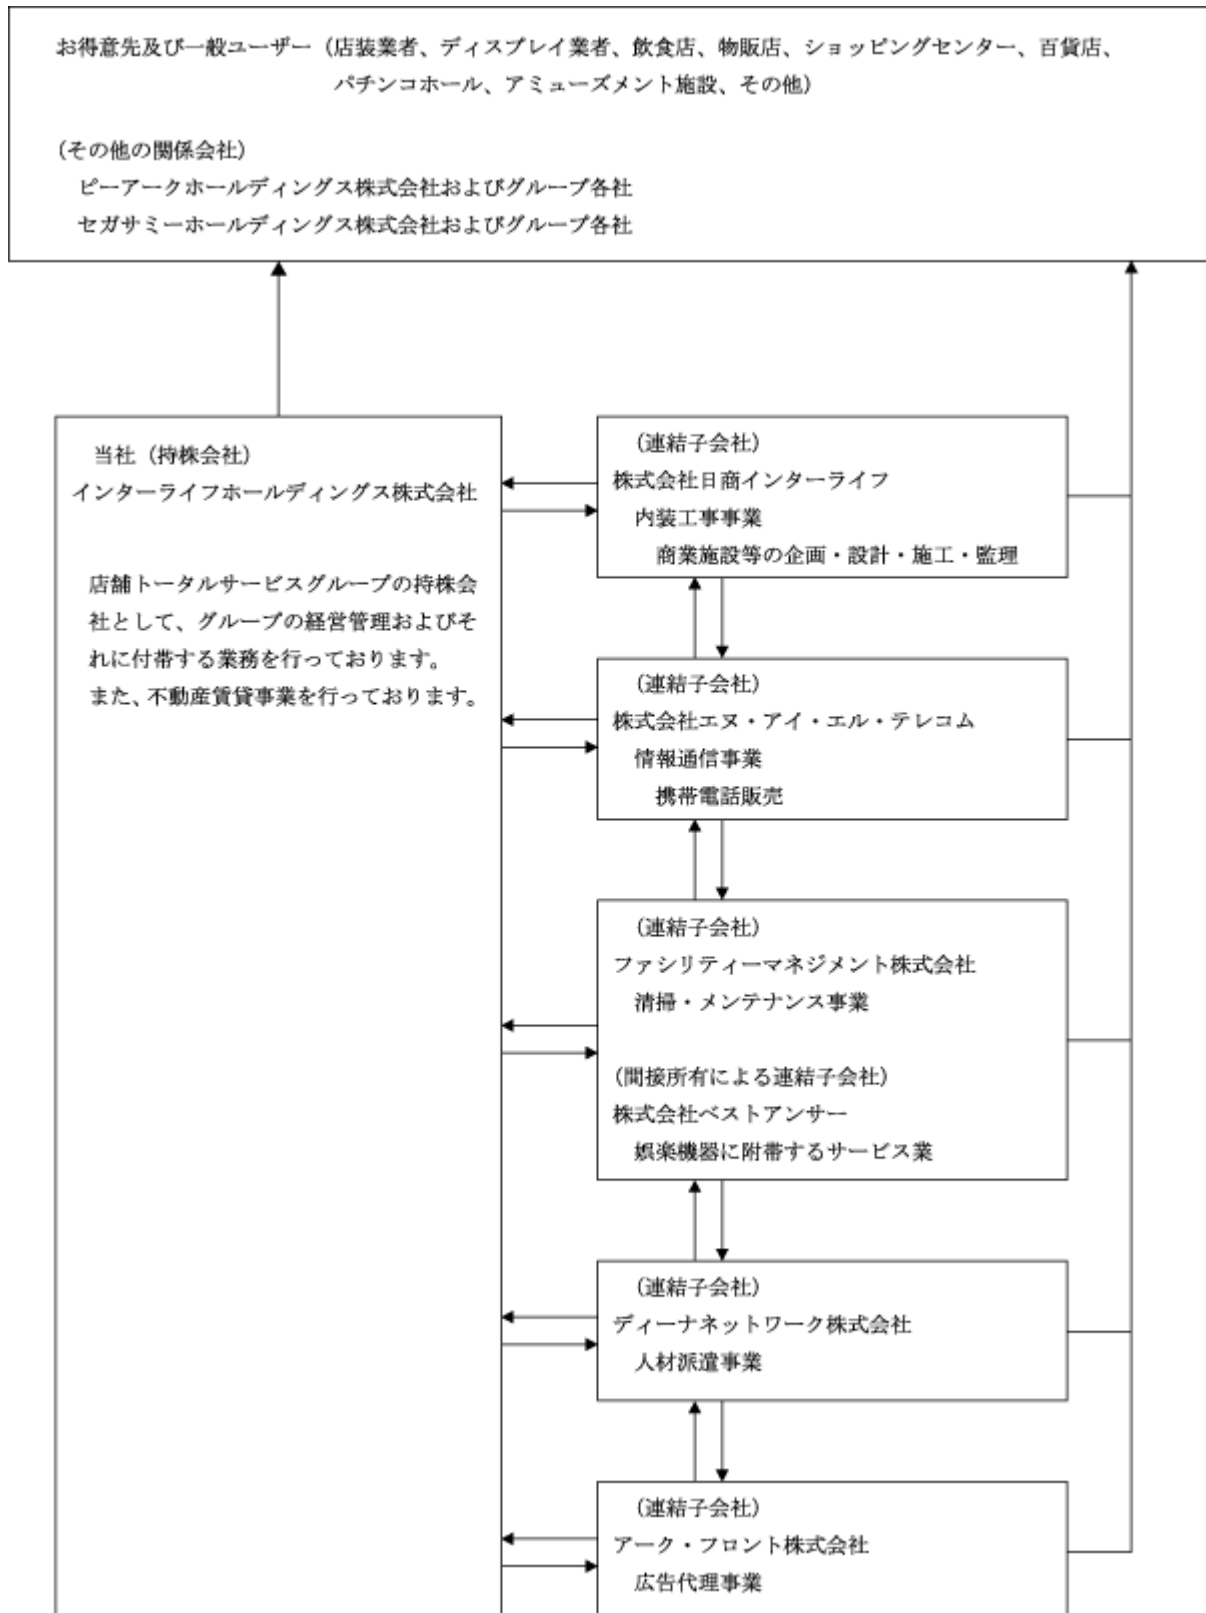 お得意先及び一般ユーザー（店装業者、ディスプレイ業者、飲食店、物販店、ショッピングセンター、百貨店、
パチンコホール、アミューズメント施設、その他）
（その他の関係会社）
ピーアークホールディングス株式会社およびグループ各社
セガサミーホールディングス株式会社およびグループ各社
当社（持株会社）
インターライフホールディングス株式会社
店舗トータルサービスグループの持株会
社として、グループの経営管理およびそ
れに付帯する業務を行っております。
また、不動産賃貸事業を行っております。
（連結子会社）
株式会社日商インターライフ
内装工事事業
商業施設等の企画・設計・施工・監理
（連結子会社）
株式会社エヌ・アイ・エル・テレコム
情報通信事業
携帯電話販売
（連結子会社）
ファシリティーマネジメント株式会社
清掃・メンテナンス事業
（間接所有による連結子会社）
株式会社ベストアンサー
娯楽機器に附帯するサービス業
（連結子会社）
ディーナネットワーク株式会社
人材派遣事業
（連結子会社）
アーク・フロント株式会社
広告代理事業